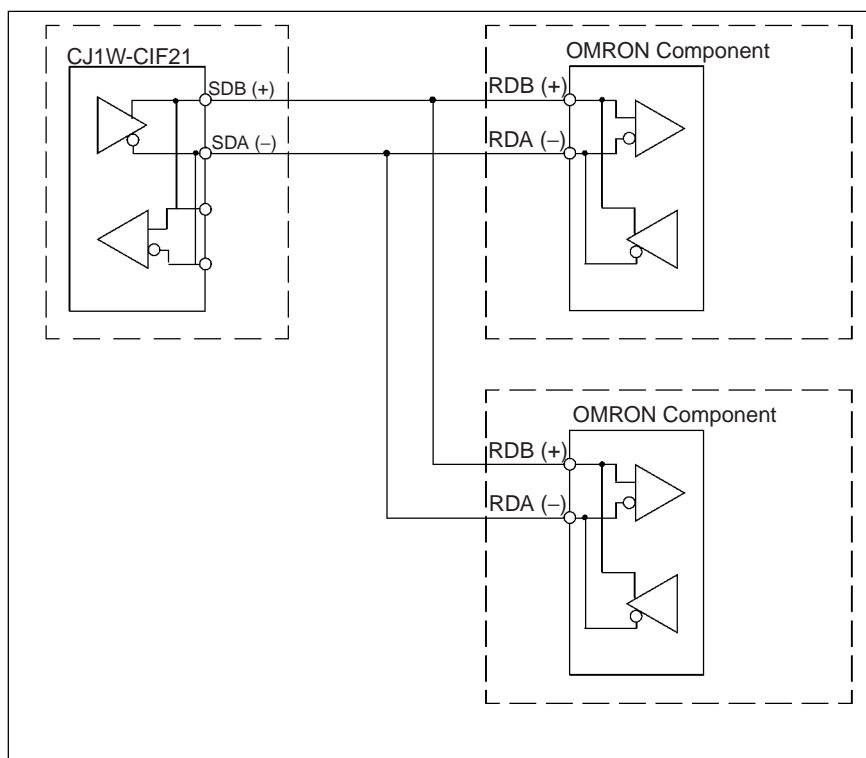 CJ1W-CIF21
OMRON Component
SDB (+)
RDB (+)
SDA (−)
RDA (−)
OMRON Component
RDB (+)
RDA (−)